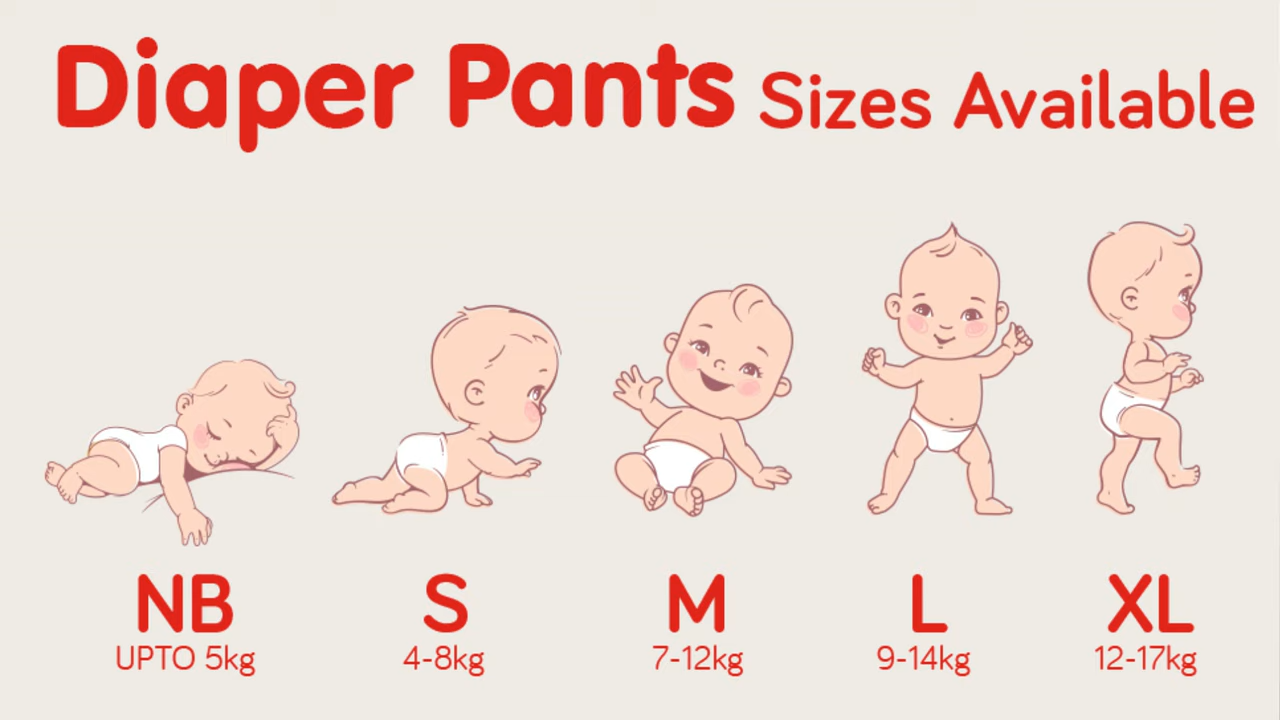 Diaper Pants Sizes Available
NB S M L XL
UPTO 5kg 4-8kg 7-12kg 9-14kg 12-17kg